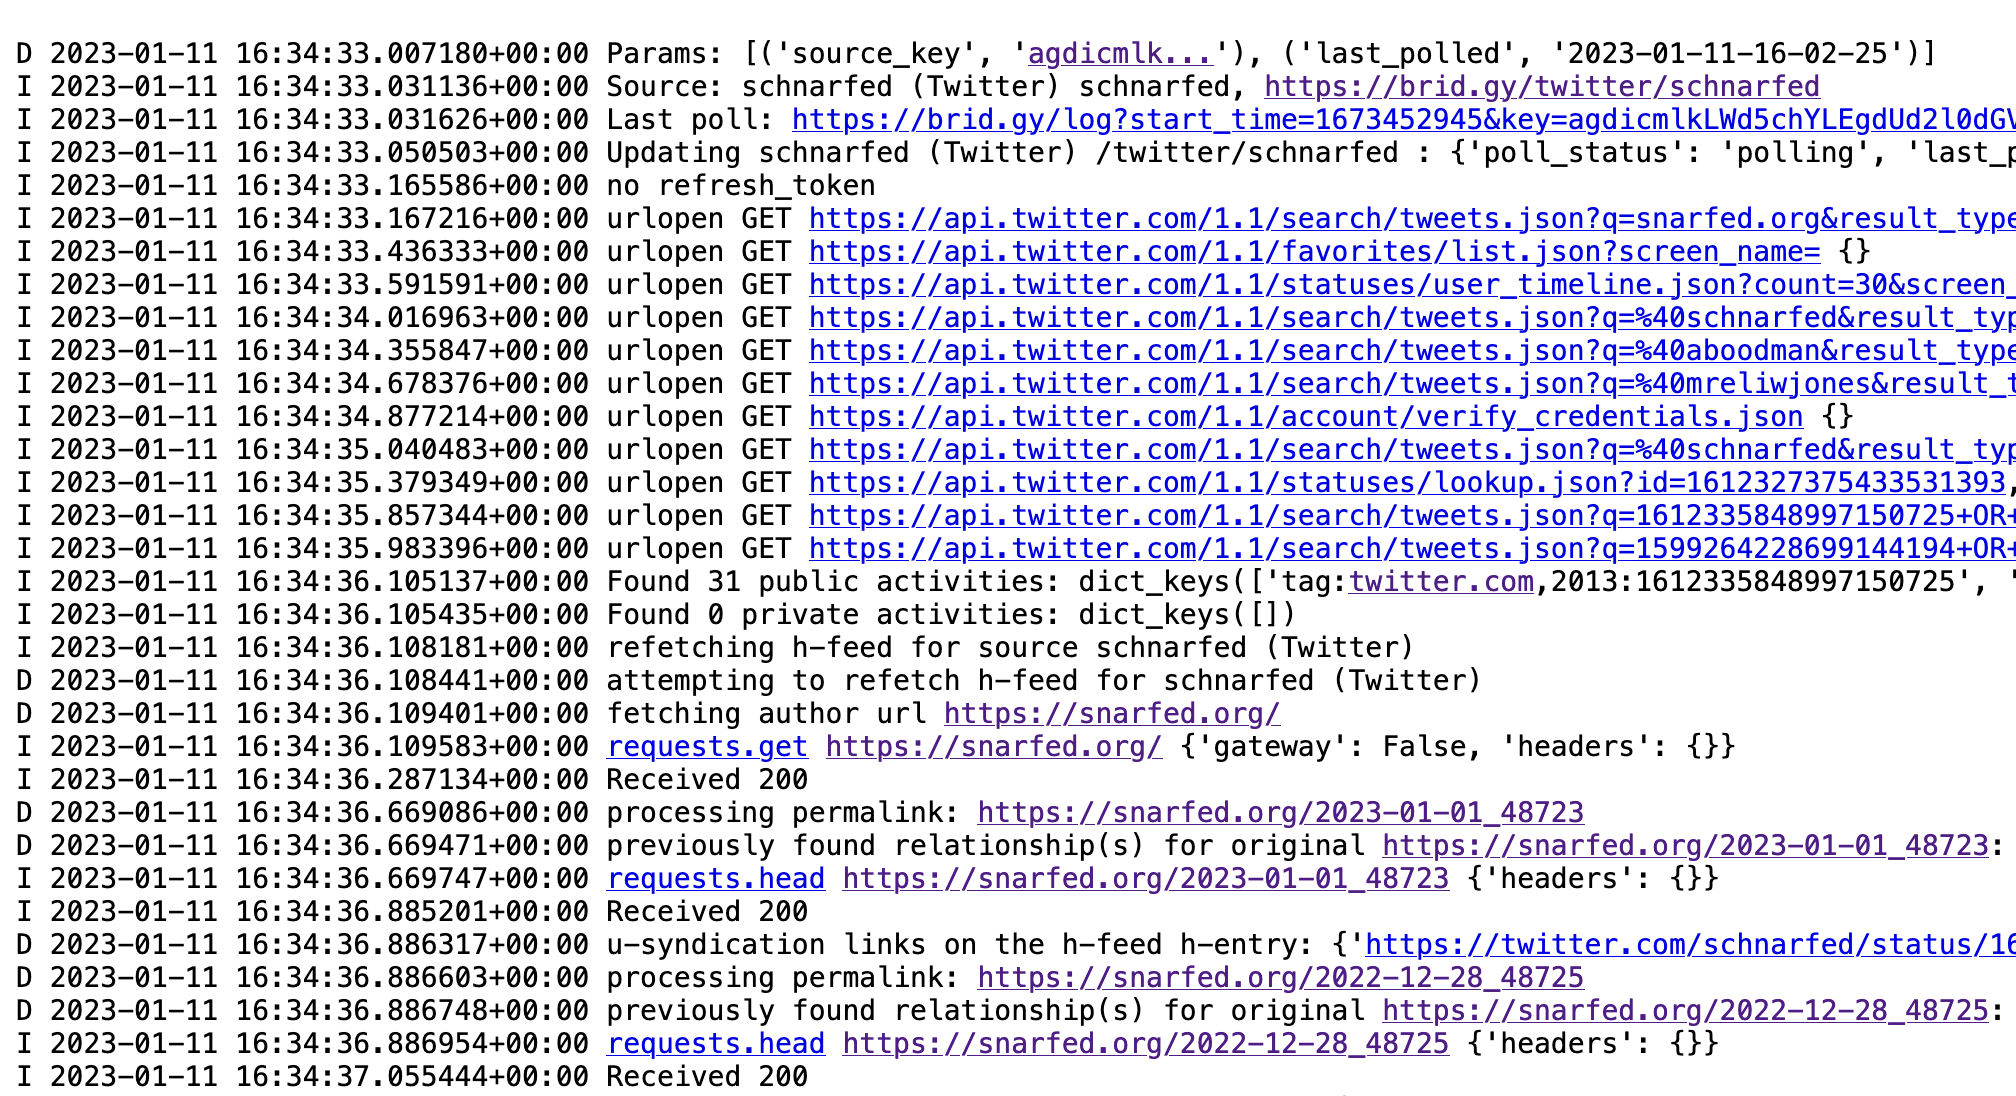 D 2023-01-11 16:34:33.007180+00:00 Params: [('source_key', 'agdicmlk...'), ('last_polled', '2023-01-11-16-02-25')]
I 2023-01-11 16:34:33.031136+00:00 Source: schnarfed (Twitter) schnarfed, https://brid.gy/twitter/schnarfed
I 2023-01-11 16:34:33.031626+00:00 Last poll: https://brid.gy/log?start_time=1673452945&key=agdicmlkLWd5chYLEgdUd2l0dGV
I 2023-01-11 16:34:33.050503+00:00 Updating schnarfed (Twitter) /twitter/schnarfed : {'poll_status': 'polling', 'last_p
I 2023-01-11 16:34:33.165586+00:00 no refresh_token
I 2023-01-11 16:34:33.167216+00:00 urlopen GET https://api.twitter.com/1.1/search/tweets.json?q=snarfed.org&result_type
I 2023-01-11 16:34:33.436333+00:00 urlopen GET https://api.twitter.com/1.1/favorites/list.json?screen_name= {}
I 2023-01-11 16:34:33.591591+00:00 urlopen GET https://api.twitter.com/1.1/statuses/user_timeline.json?count=30&screen_
I 2023-01-11 16:34:34.016963+00:00 urlopen GET https://api.twitter.com/1.1/search/tweets.json?q=%40schnarfed&result_typ
I 2023-01-11 16:34:34.355847+00:00 urlopen GET https://api.twitter.com/1.1/search/tweets.json?q=%40aboodman&result_type
I 2023-01-11 16:34:34.678376+00:00 urlopen GET https://api.twitter.com/1.1/search/tweets.json?q=%40mreliwjones&result_t
I 2023-01-11 16:34:34.877214+00:00 urlopen GET https://api.twitter.com/1.1/account/verify_credentials.json {}
I 2023-01-11 16:34:35.040483+00:00 urlopen GET https://api.twitter.com/1.1/search/tweets.json?q=%40schnarfed&result_typ
I 2023-01-11 16:34:35.379349+00:00 urlopen GET https://api.twitter.com/1.1/statuses/lookup.json?id=1612327375433531393,
I 2023-01-11 16:34:35.857344+00:00 urlopen GET https://api.twitter.com/1.1/search/tweets.json?q=1612335848997150725+OR+
I 2023-01-11 16:34:35.983396+00:00 urlopen GET https://api.twitter.com/1.1/search/tweets.json?q=1599264228699144194+OR+
I 2023-01-11 16:34:36.105137+00:00 Found 31 public activities: dict_keys(['tag:twitter.com,2013:1612335848997150725', '
I 2023-01-11 16:34:36.105435+00:00 Found 0 private activities: dict_keys([])
I 2023-01-11 16:34:36.108181+00:00 refetching h-feed for source schnarfed (Twitter)
D 2023-01-11 16:34:36.108441+00:00 attempting to refetch h-feed for schnarfed (Twitter)
D 2023-01-11 16:34:36.109401+00:00 fetching author url https://snarfed.org/
I 2023-01-11 16:34:36.109583+00:00 requests.get https://snarfed.org/ {'gateway': False, 'headers': {}}
I 2023-01-11 16:34:36.287134+00:00 Received 200
D 2023-01-11 16:34:36.669086+00:00 processing permalink: https://snarfed.org/2023-01-01_48723
D 2023-01-11 16:34:36.669471+00:00 previously found relationship(s) for original https://snarfed.org/2023-01-01_48723:
I 2023-01-11 16:34:36.669747+00:00 requests.head https://snarfed.org/2023-01-01_48723 {'headers': {}}
I 2023-01-11 16:34:36.885201+00:00 Received 200
D 2023-01-11 16:34:36.886317+00:00 u-syndication links on the h-feed h-entry: {'https://twitter.com/schnarfed/status/16
D 2023-01-11 16:34:36.886603+00:00 processing permalink: https://snarfed.org/2022-12-28_48725
D 2023-01-11 16:34:36.886748+00:00 previously found relationship(s) for original https://snarfed.org/2022-12-28_48725:
I 2023-01-11 16:34:36.886954+00:00 requests.head https://snarfed.org/2022-12-28_48725 {'headers': {}}
I 2023-01-11 16:34:37.055444+00:00 Received 200